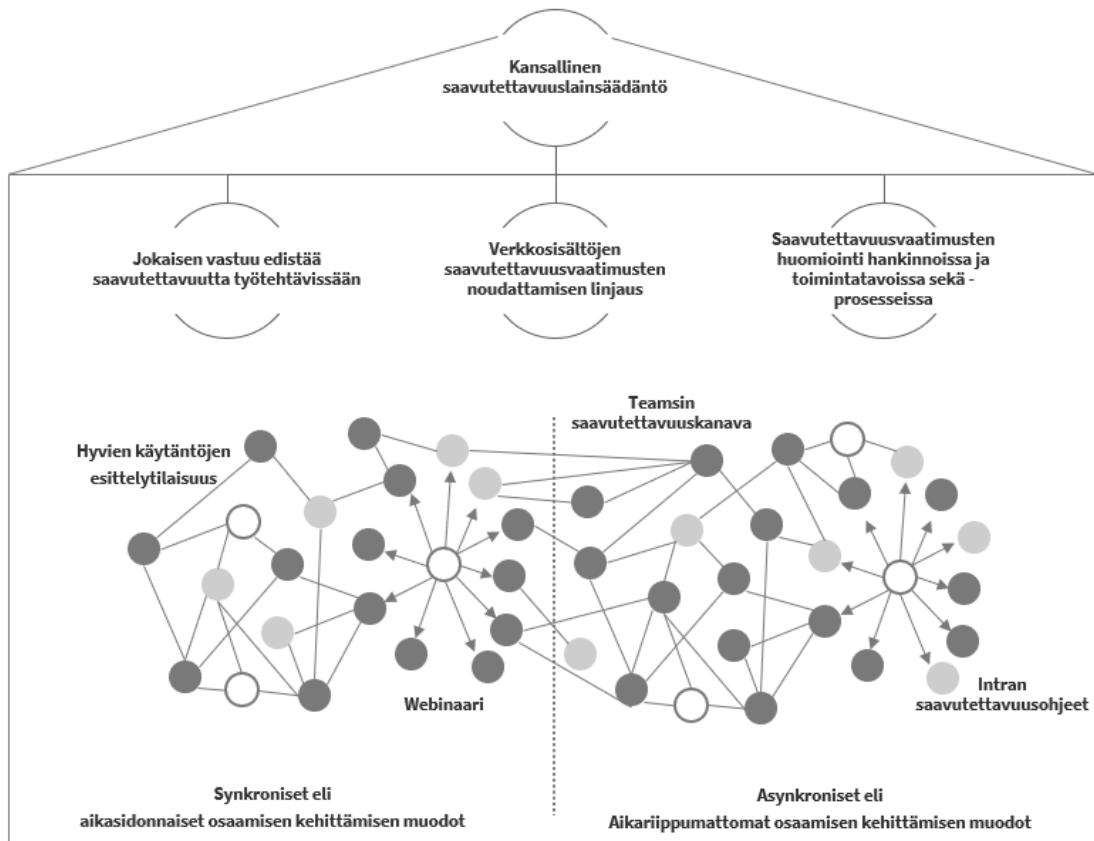 Kansallinen
saavutettavuuslainsäädäntö
Jokaisen vastuu edistää
saavutettavuutta työtehtävissään
Verkkosisältöjen
saavutettavuusvaatimusten
noudattamisen linjaus
Saavutettavuusvaatimusten
huomiointi hankinnoissa ja
toimintatavoissa sekä -
prosesseissa
Hyvien käytäntöjen
esittelytilaisuus
Teamsin
saavutettavuuskanava
Webinaari
Intran
saavutettavuusohjeet
Synkroniset eli
aikasidonnaiset osaamisen kehittämisen muodot
Asynkroniset eli
Aikariippumattomat osaamisen kehittämisen muodot